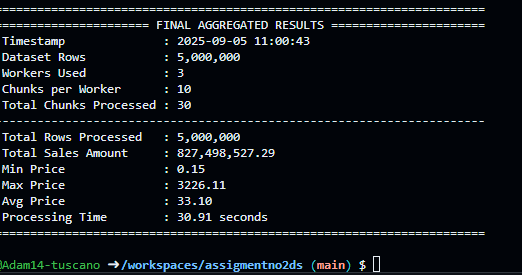 ================================================================
==================== FINAL AGGREGATED RESULTS ====================
Timestamp : 2025-09-05 11:00:43
Dataset Rows : 5,000,000
Workers Used : 3
Chunks per Worker : 10
Total Chunks Processed : 30
----------------------------------------------------------------
Total Rows Processed : 5,000,000
Total Sales Amount : 827,498,527.29
Min Price : 0.15
Max Price : 3226.11
Avg Price : 33.10
Processing Time : 30.91 seconds
================================================================
@Adam14-tuscano ➜/workspaces/assigmentno2ds (main) $